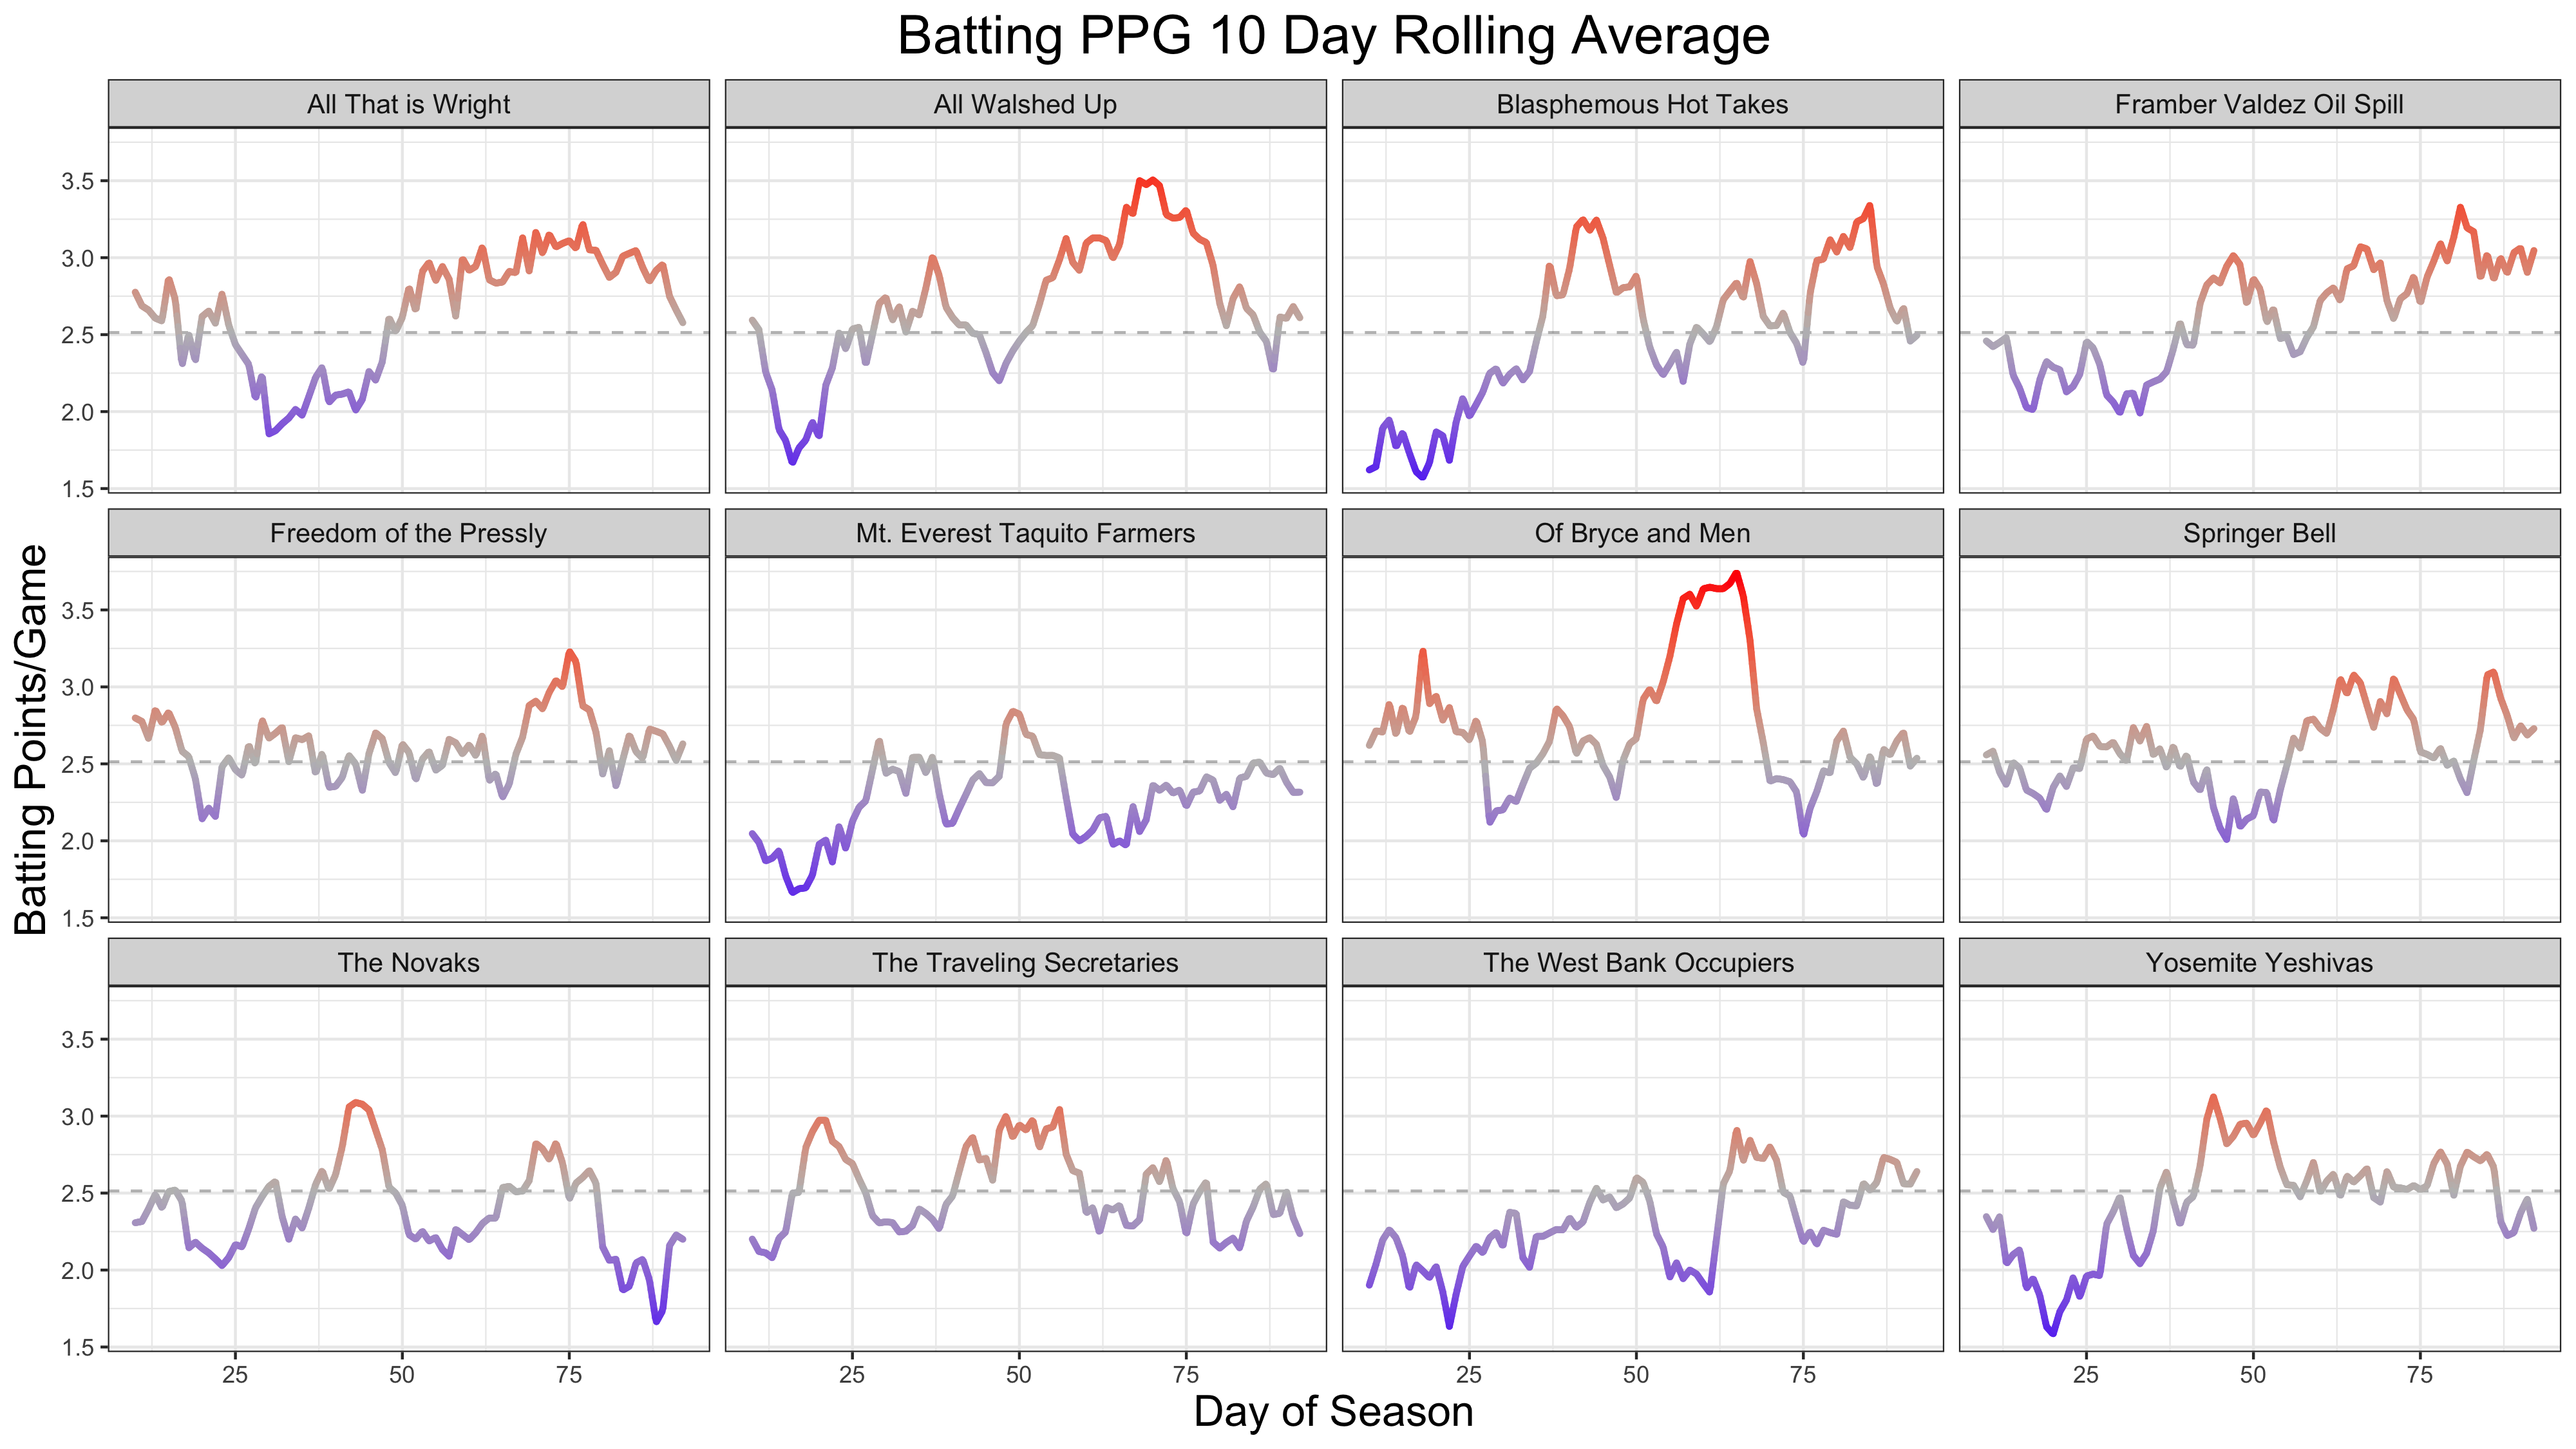 Batting PPG 10 Day Rolling Average
All That is Wright
All Walshed Up
Blasphemous Hot Takes
Framber Valdez Oil Spill
3.5
3.0
2.5
2.0
1.5
Freedom of the Pressly
Mt. Everest Taquito Farmers
Of Bryce and Men
Springer Bell
3.5
3.0
2.5
2.0
1.5
Batting Points/Game
The Novaks
The Traveling Secretaries
The West Bank Occupiers
Yosemite Yeshivas
3.5
3.0
2.5
2.0
1.5
25 50 75
25 50 75
25 50 75
25 50 75
Day of Season